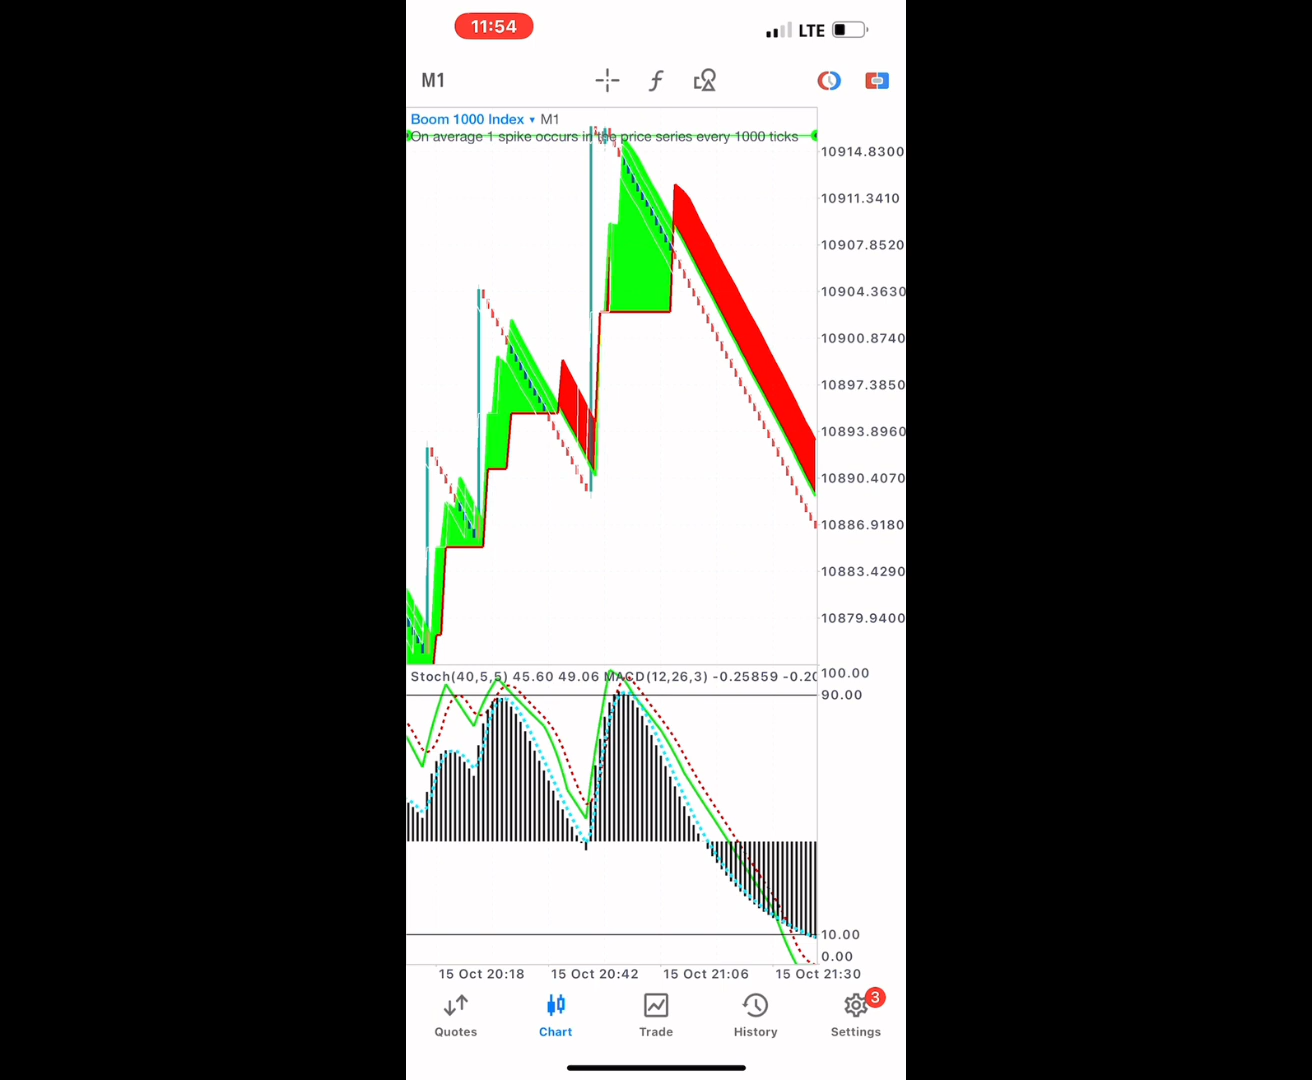 11:54
LTE
M1
Boom 1000 Index ▾ M1
On average 1 spike occurs in the price series every 1000 ticks
10914.8300
10911.3410
10907.8520
10904.3630
10900.8740
10897.3850
10893.8960
10890.4070
10886.9180
10883.4290
10879.9400
Stoch(40,5,5) 45.60 49.06 MACD(12,26,3) -0.25859 -0.20
100.00
90.00
10.00
0.00
15 Oct 20:18 15 Oct 20:42 15 Oct 21:06 15 Oct 21:30
3
Quotes Chart Trade History Settings